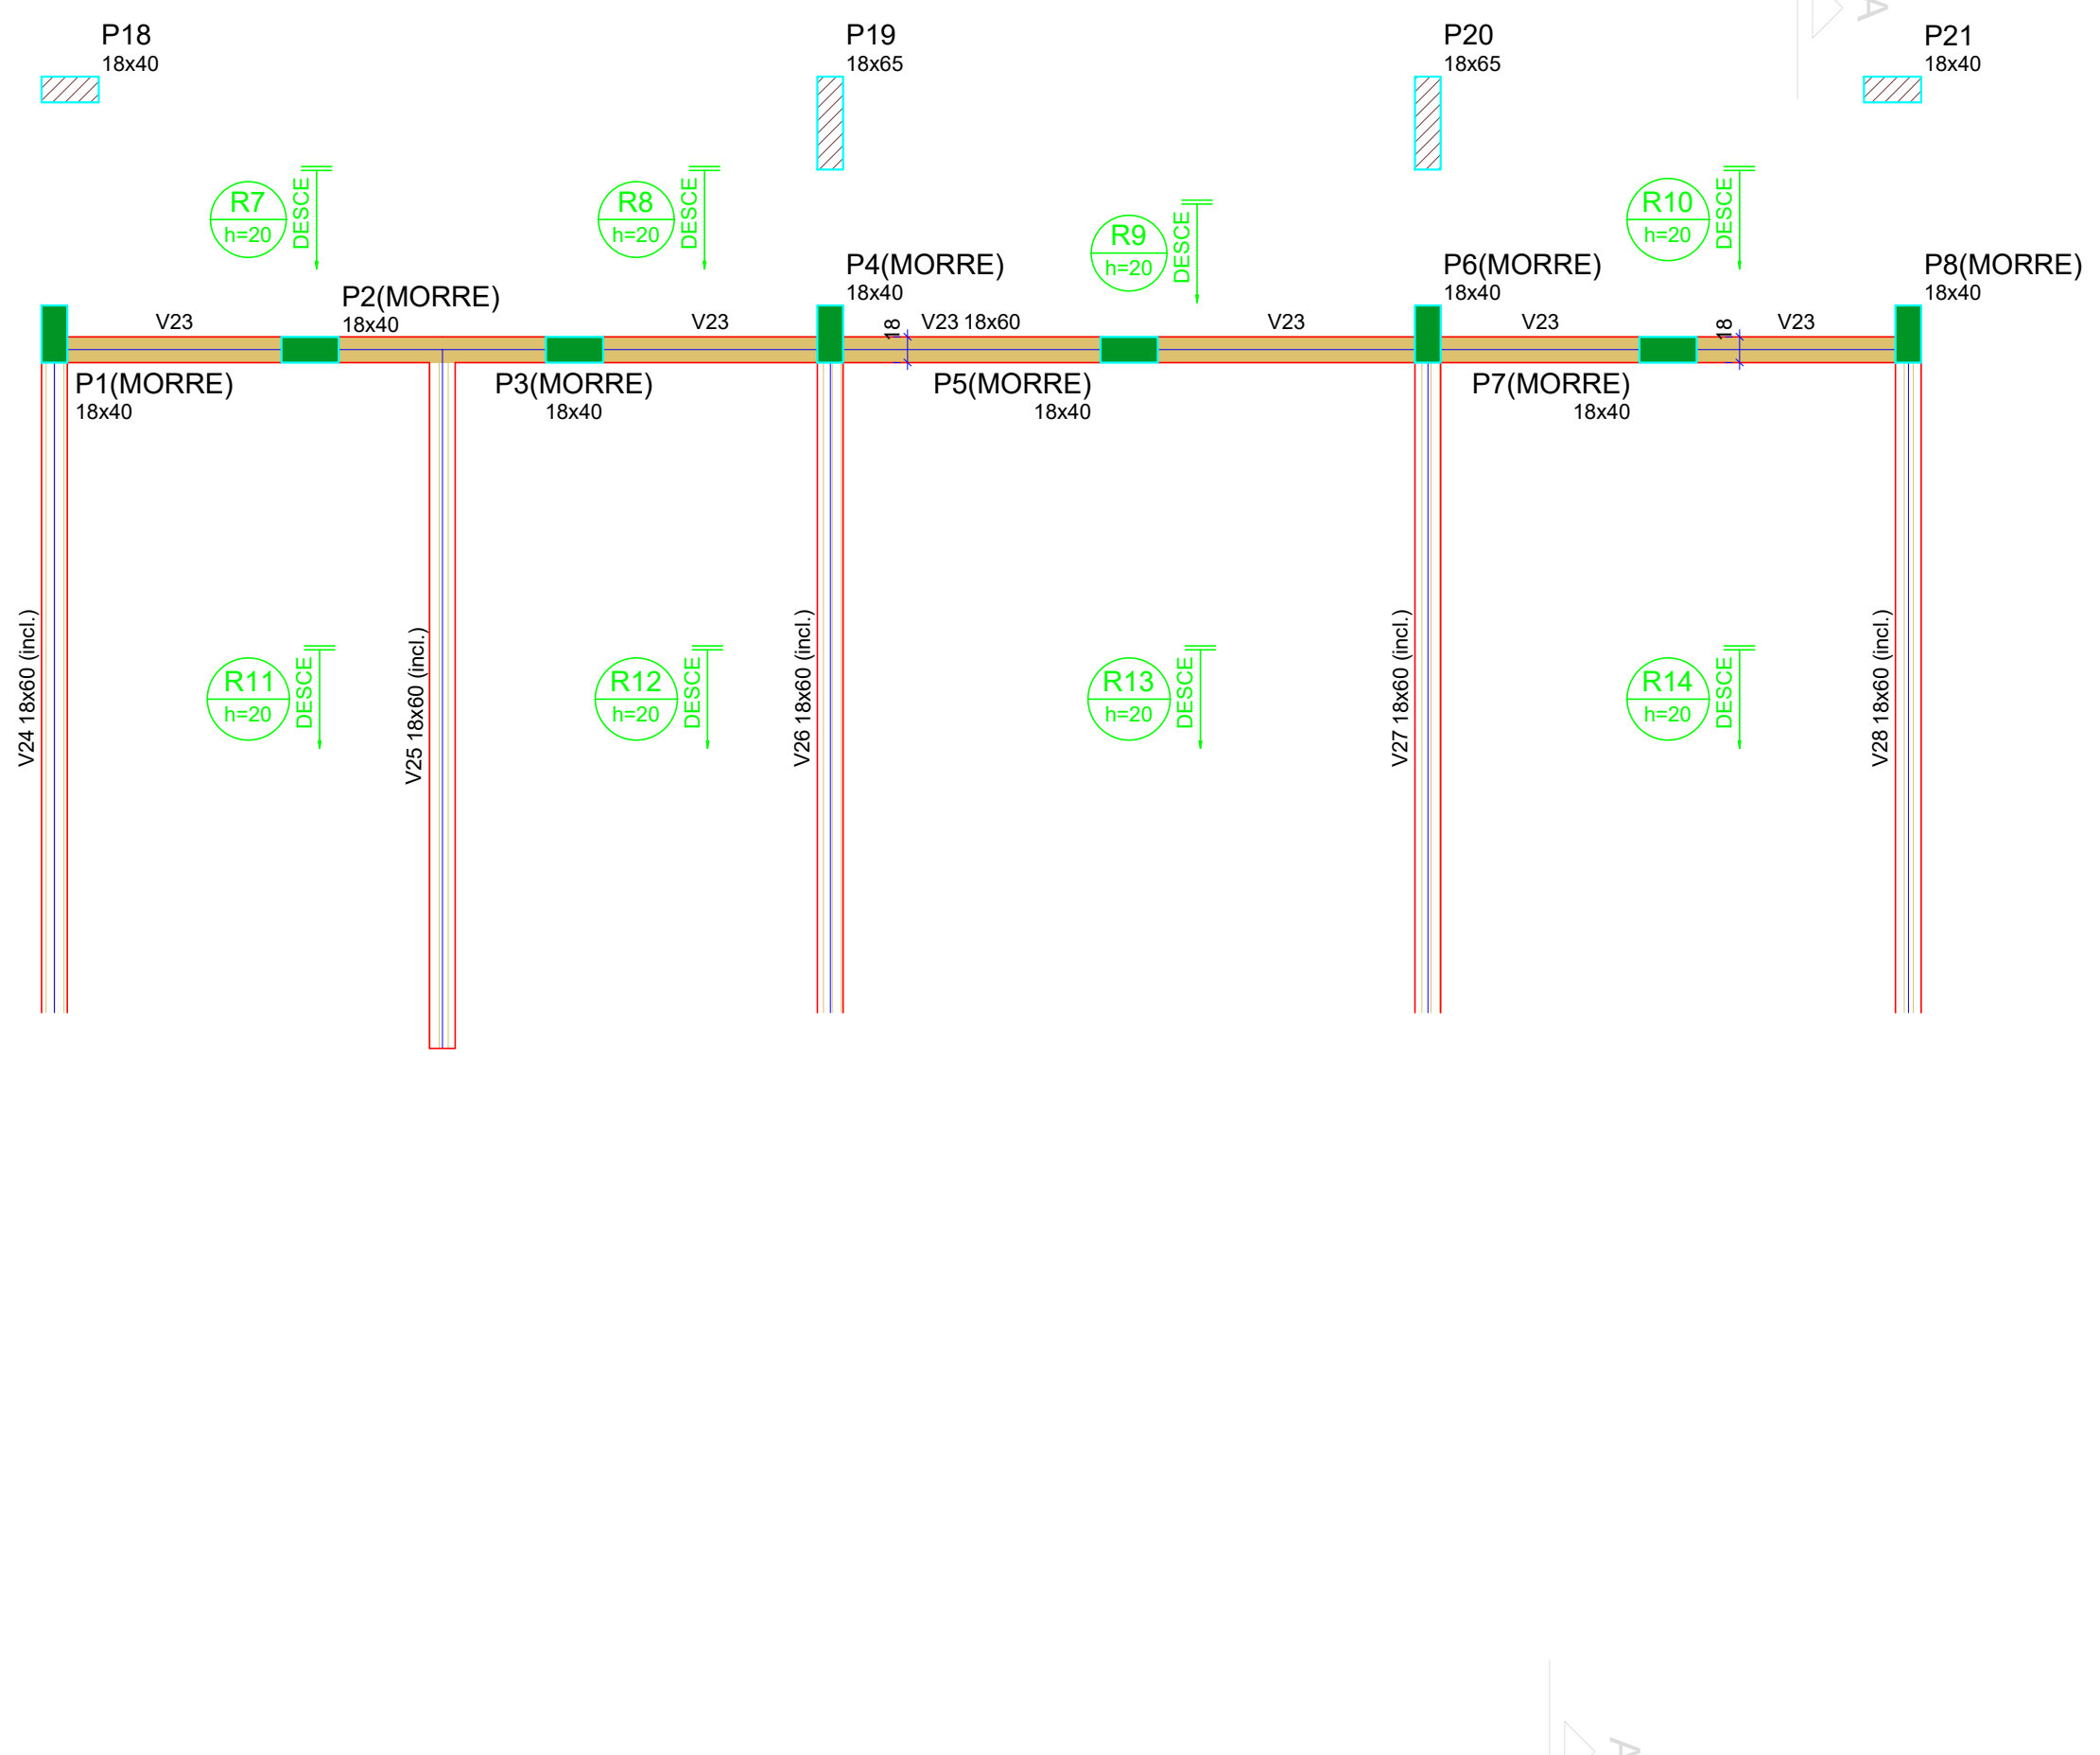 A
P18
18x40
P19
18x65
P20
18x65
P21
18x40
R7
h=20
DESCE
R8
h=20
DESCE
R9
h=20
DESCE
R10
h=20
DESCE
P2(MORRE)
18x40
P4(MORRE)
18x40
P6(MORRE)
18x40
P8(MORRE)
18x40
V23
V23
18
V23 18x60
V23
V23
18
V23
P1(MORRE)
18x40
P3(MORRE)
18x40
P5(MORRE)
18x40
P7(MORRE)
18x40
V24 18x60 (incl.)
R11
h=20
DESCE
V25 18x60 (incl.)
R12
h=20
DESCE
V26 18x60 (incl.)
R13
h=20
DESCE
V27 18x60 (incl.)
R14
h=20
DESCE
V28 18x60 (incl.)
A